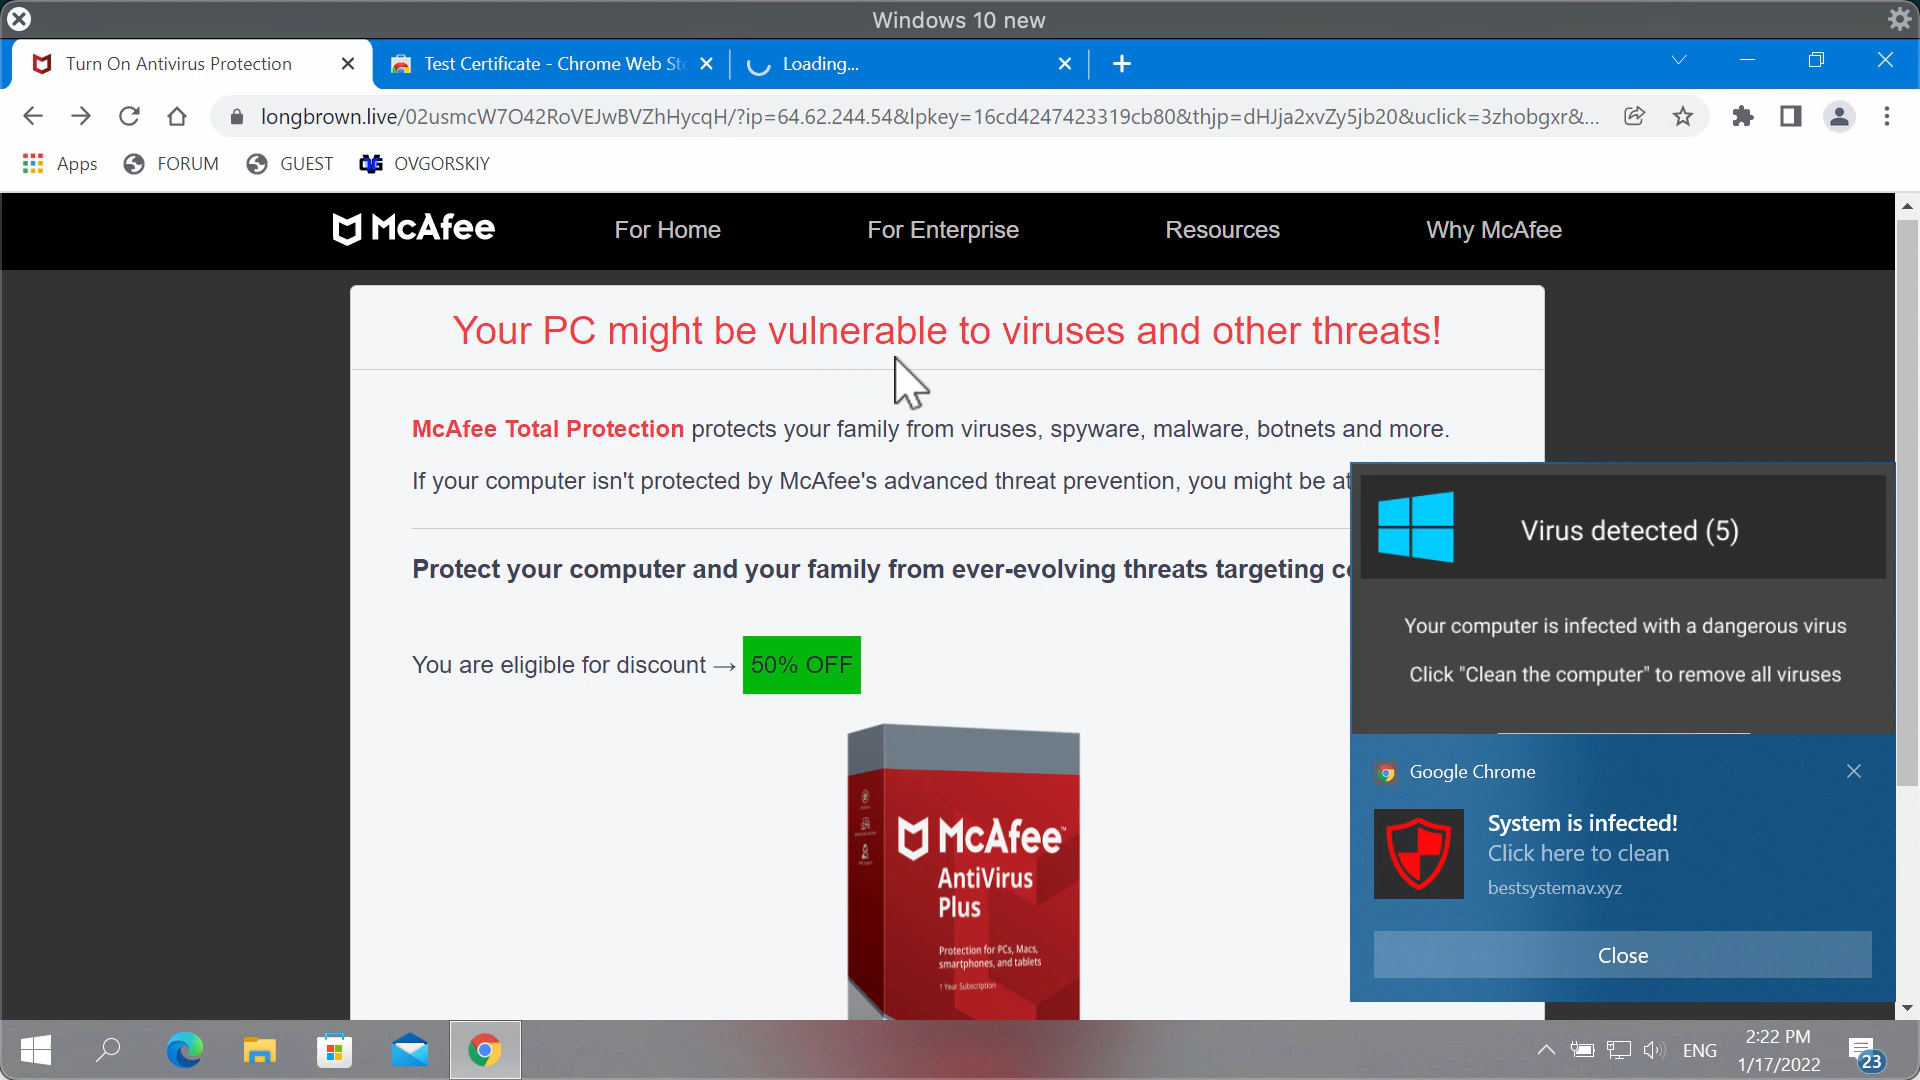 Windows 10 new
Turn On Antivirus Protection
Test Certificate - Chrome Web St
Loading...
longbrown.live/02usmcW7O42RoVEJwBVZhHycqH/?ip=64.62.244.54&lpkey=16cd4247423319cb80&thjp=dHJja2xvZy5jb20&uclick=3zhobgxr&...
Apps
FORUM
GUEST
OVG
OVGORSKIY
McAfee
For Home
For Enterprise
Resources
Why McAfee
Your PC might be vulnerable to viruses and other threats!
McAfee Total Protection protects your family from viruses, spyware, malware, botnets and more.
If your computer isn't protected by McAfee's advanced threat prevention, you might be at
Protect your computer and your family from ever-evolving threats targeting
You are eligible for discount → 50% OFF
McAfee™
AntiVirus
Plus
Protection for PCs, Macs,
smartphones, and tablets
1 Year Subscription
Virus detected (5)
Your computer is infected with a dangerous virus
Click "Clean the computer" to remove all viruses
Google Chrome
System is infected!
Click here to clean
bestsystemav.xyz
Close
ENG
2:22 PM
1/17/2022
23